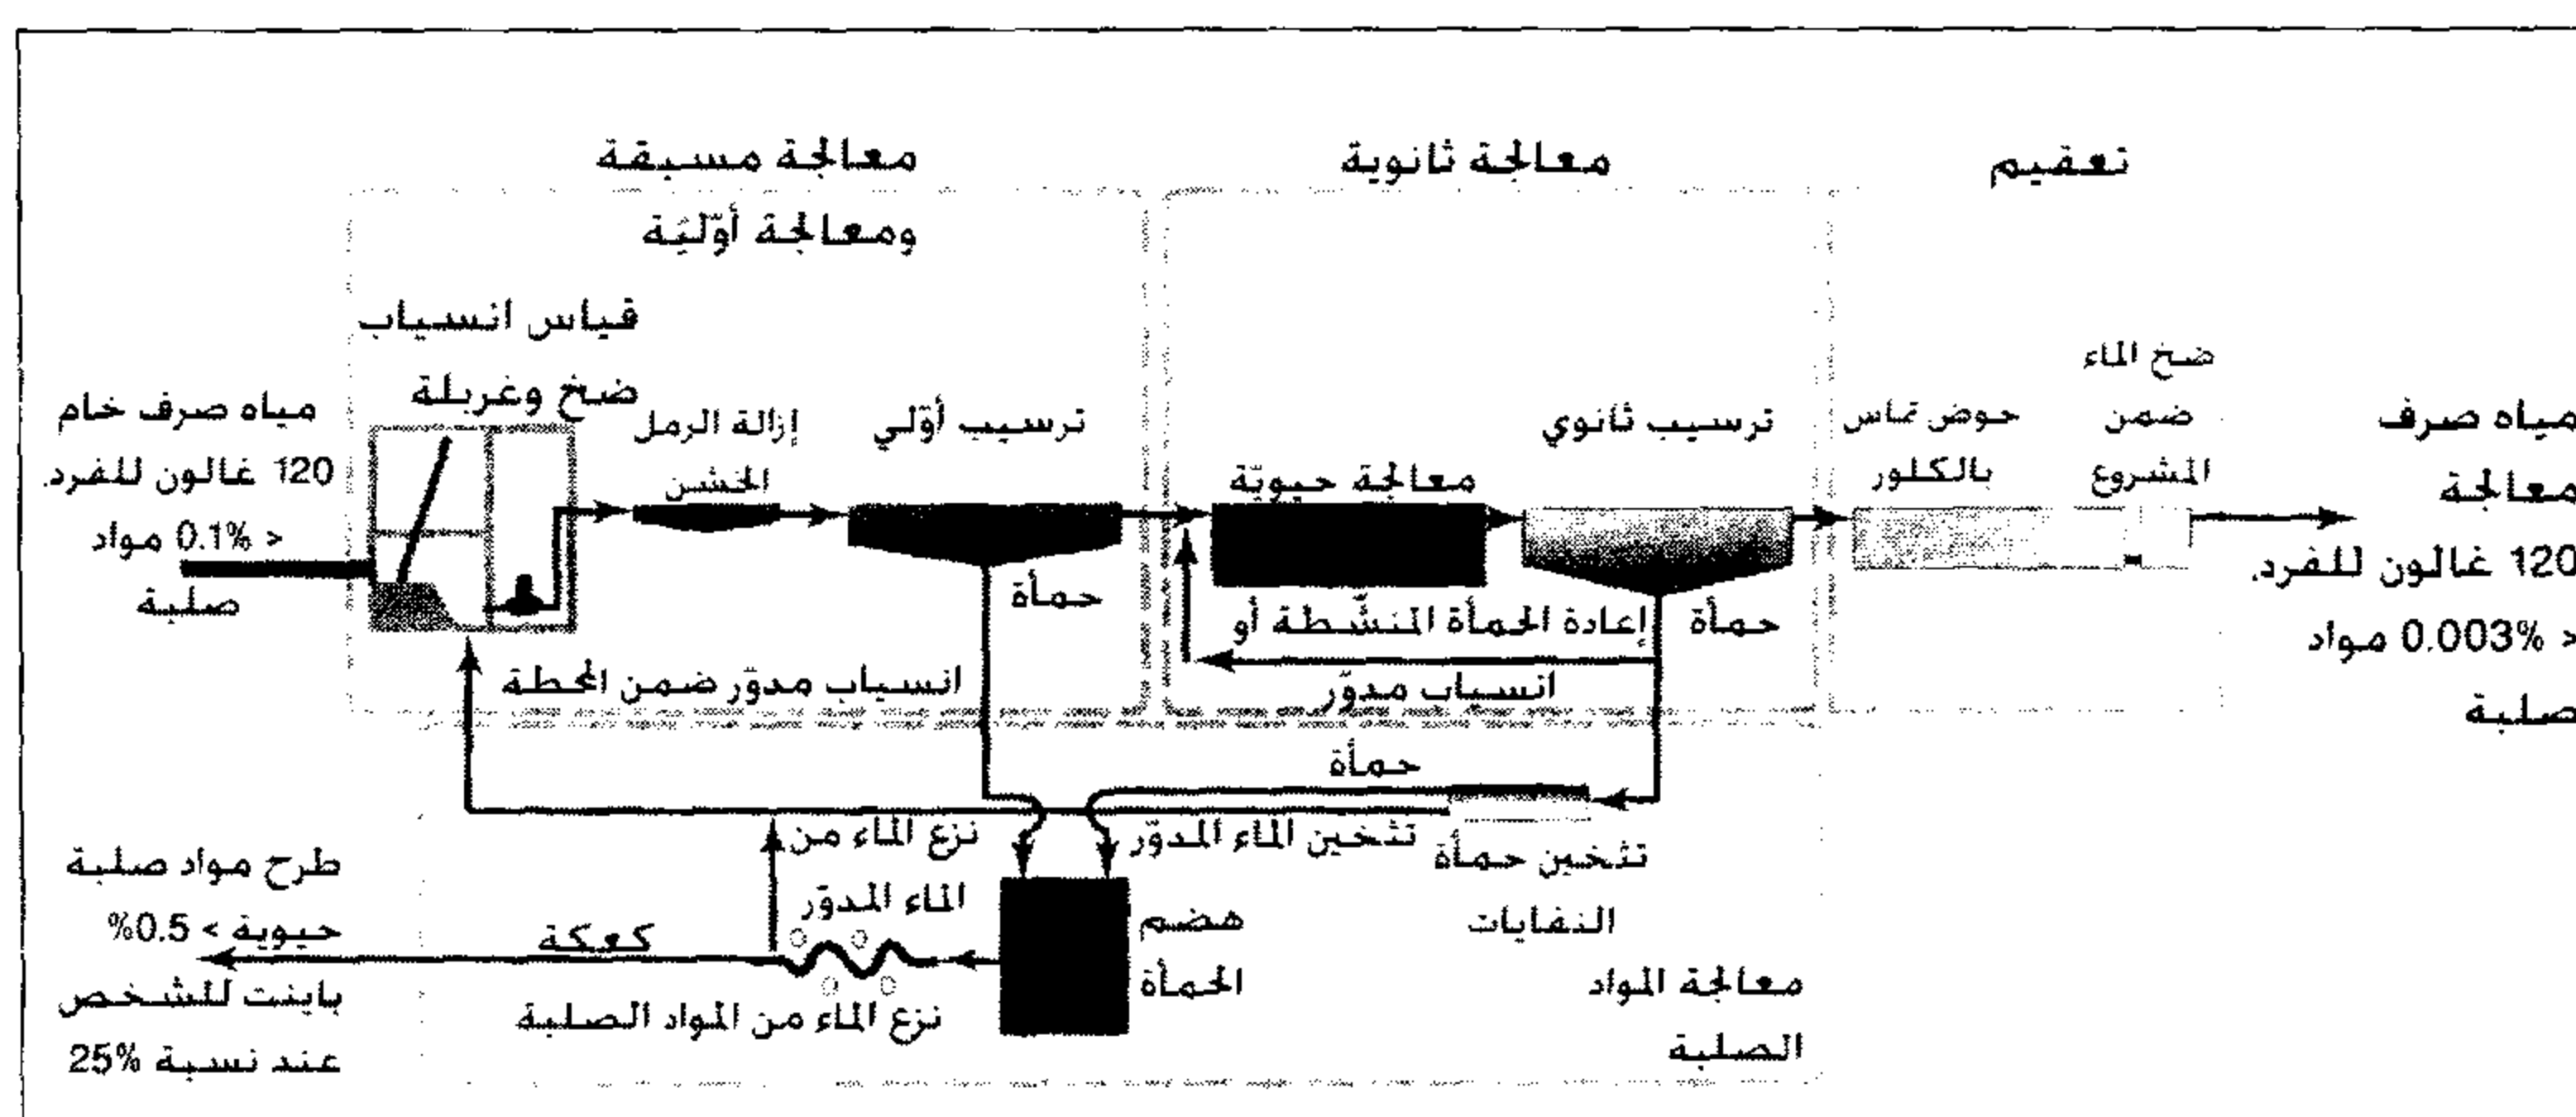 معالجة مسبقة
ومعالجة أوّليّة
معالجة ثانوية
تعقيم
قياس انسياب
ضخ وغربلة
مياه صرف خام
120 غالون للفرد.
< 0.1% مواد
صلبة
إزالة الرمل
الخشن
ترسيب أوّلي
معالجة حيويّة
ترسيب ثانوي
حوض تماس
بالكلور
ضخ الماء
ضمن
المشروع
مياه صرف
معالجة
120 غالون للفرد.
< 0.003% مواد
صلبة
حمأة
حمأة
إعادة الحمأة المنشّطة أو
انسياب مدوّر
انسياب مدوّر ضمن المحطة
حمأة
تثخين الماء المدوّر
تثخين حمأة
النفايات
نزع الماء من
الماء المدوّر
هضم
الحمأة
كعكة
نزع الماء من المواد الصلبة
معالجة المواد
الصلبة
طرح مواد صلبة
حيوية > 0.5%
باينت للشخص
عند نسبة 25%